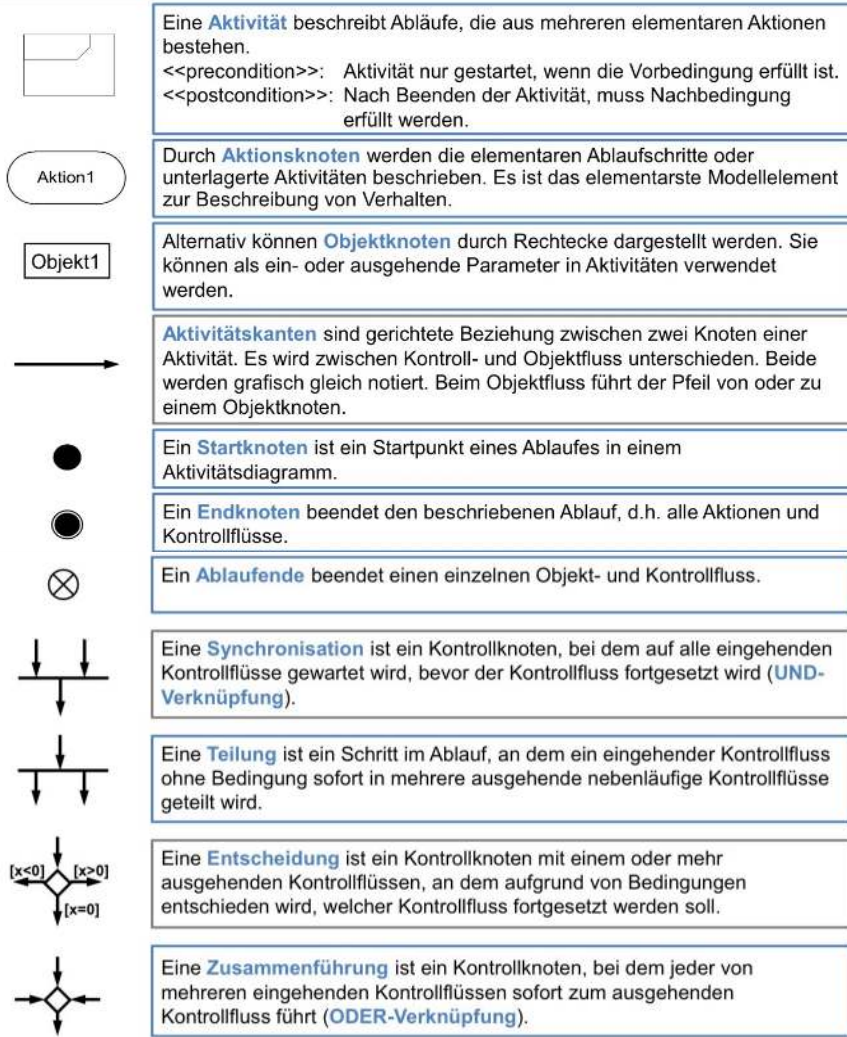 Eine Aktivität beschreibt Abläufe, die aus mehreren elementaren Aktionen
bestehen.
<<precondition>>: Aktivität nur gestartet, wenn die Vorbedingung erfüllt ist.
<<postcondition>>: Nach Beenden der Aktivität, muss Nachbedingung
erfüllt werden.
Aktion1
Durch Aktionsknoten werden die elementaren Ablaufschritte oder
unterlagerte Aktivitäten beschrieben. Es ist das elementarste Modellelement
zur Beschreibung von Verhalten.
Objekt1
Alternativ können Objektknoten durch Rechtecke dargestellt werden. Sie
können als ein- oder ausgehende Parameter in Aktivitäten verwendet
werden.
Aktivitätskanten sind gerichtete Beziehung zwischen zwei Knoten einer
Aktivität. Es wird zwischen Kontroll- und Objektfluss unterschieden. Beide
werden grafisch gleich notiert. Beim Objektfluss führt der Pfeil von oder zu
einem Objektknoten.
Ein Startknoten ist ein Startpunkt eines Ablaufes in einem
Aktivitätsdiagramm.
Ein Endknoten beendet den beschriebenen Ablauf, d.h. alle Aktionen und
Kontrollflüsse.
Ein Ablaufende beendet einen einzelnen Objekt- und Kontrollfluss.
Eine Synchronisation ist ein Kontrollknoten, bei dem auf alle eingehenden
Kontrollflüsse gewartet wird, bevor der Kontrollfluss fortgesetzt wird (UND-
Verknüpfung).
Eine Teilung ist ein Schritt im Ablauf, an dem ein eingehender Kontrollfluss
ohne Bedingung sofort in mehrere ausgehende nebenläufige Kontrollflüsse
geteilt wird.
[x<0] [x>0]
[x=0]
Eine Entscheidung ist ein Kontrollknoten mit einem oder mehr
ausgehenden Kontrollflüssen, an dem aufgrund von Bedingungen
entschieden wird, welcher Kontrollfluss fortgesetzt werden soll.
Eine Zusammenführung ist ein Kontrollknoten, bei dem jeder von
mehreren eingehenden Kontrollflüssen sofort zum ausgehenden
Kontrollfluss führt (ODER-Verknüpfung).